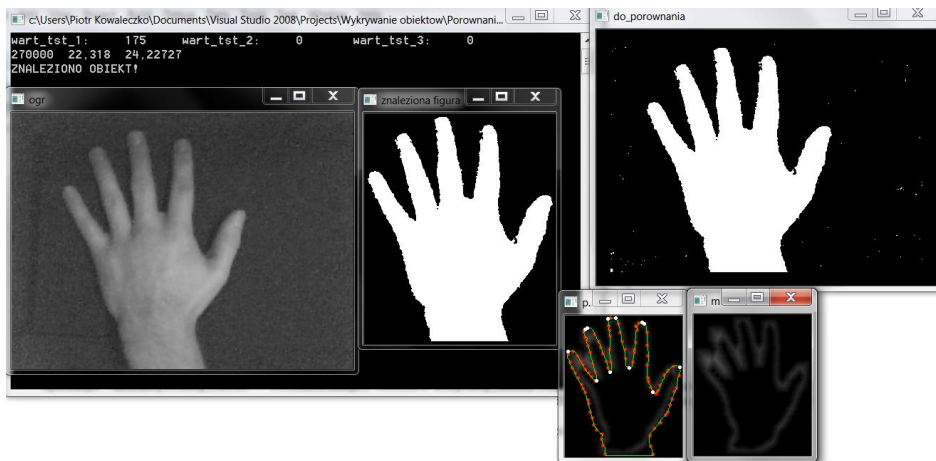 c:\Users\Piotr Kowaleczko\Documents\Visual Studio 2008\Projects\Wykrywanie obiektow\Porownani...
wart_tst_1: 175 wart_tst_2: 0 wart_tst_3: 0
270000 22,318 24,22727
ZNALEZIONO OBIEKT!
do_porownania
ogr
znaleziona figura
p.
m